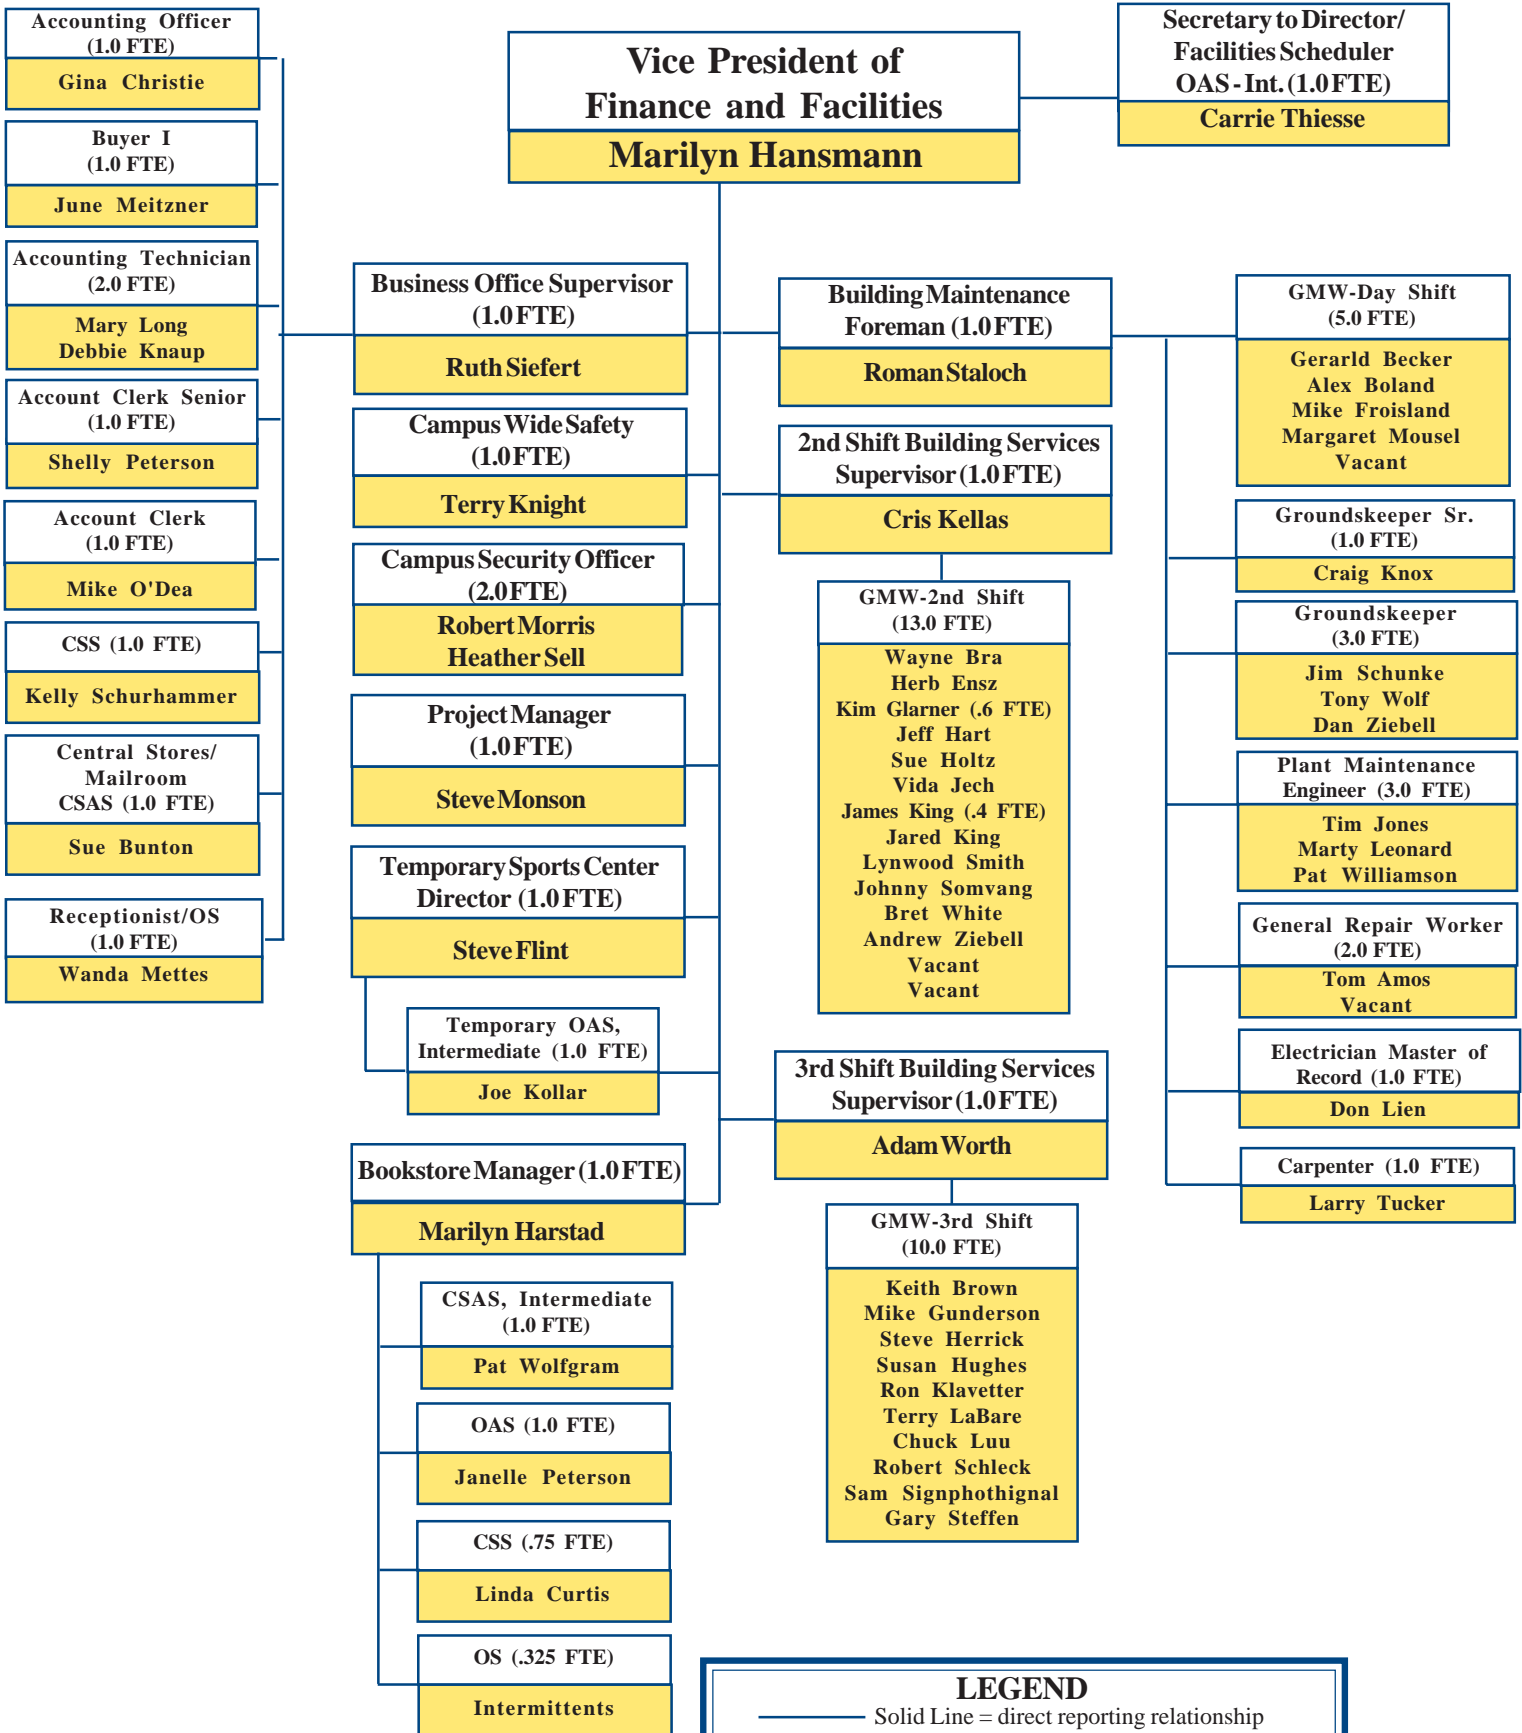 Accounting Officer
(1.0 FTE)
Gina Christie
Buyer I
(1.0 FTE)
June Meitzner
Accounting Technician
(2.0 FTE)
Mary Long
Debbie Knaup
Account Clerk Senior
(1.0 FTE)
Shelly Peterson
Account Clerk
(1.0 FTE)
Mike O'Dea
CSS (1.0 FTE)
Kelly Schurhammer
Central Stores/
Mailroom
CSAS (1.0 FTE)
Sue Bunton
Receptionist/OS
(1.0 FTE)
Wanda Mettes
Vice President of
Finance and Facilities
Marilyn Hansmann
Secretary to Director/
Facilities Scheduler
OAS - Int. (1.0 FTE)
Carrie Thiesse
Business Office Supervisor
(1.0 FTE)
Ruth Siefert
Campus Wide Safety
(1.0 FTE)
Terry Knight
Campus Security Officer
(2.0 FTE)
Robert Morris
Heather Sell
Project Manager
(1.0 FTE)
Steve Monson
Temporary Sports Center
Director (1.0 FTE)
Steve Flint
Temporary OAS,
Intermediate (1.0 FTE)
Joe Kollar
Bookstore Manager (1.0 FTE)
Marilyn Harstad
CSAS, Intermediate
(1.0 FTE)
Pat Wolfgram
OAS (1.0 FTE)
Janelle Peterson
CSS (.75 FTE)
Linda Curtis
OS (.325 FTE)
Intermittents
Building Maintenance
Foreman (1.0 FTE)
Roman Staloch
2nd Shift Building Services
Supervisor (1.0 FTE)
Cris Kellas
GMW-2nd Shift
(13.0 FTE)
Wayne Bra
Herb Ensz
Kim Glarner (.6 FTE)
Jeff Hart
Sue Holtz
Vida Jech
James King (.4 FTE)
Jared King
Lynwood Smith
Johnny Somvang
Bret White
Andrew Ziebell
Vacant
Vacant
3rd Shift Building Services
Supervisor (1.0 FTE)
Adam Worth
GMW-3rd Shift
(10.0 FTE)
Keith Brown
Mike Gunderson
Steve Herrick
Susan Hughes
Ron Klavetter
Terry LaBare
Chuck Luu
Robert Schleck
Sam Signphothignal
Gary Steffen
GMW-Day Shift
(5.0 FTE)
Gerarld Becker
Alex Boland
Mike Froisland
Margaret Mousel
Vacant
Groundskeeper Sr.
(1.0 FTE)
Craig Knox
Groundskeeper
(3.0 FTE)
Jim Schunke
Tony Wolf
Dan Ziebell
Plant Maintenance
Engineer (3.0 FTE)
Tim Jones
Marty Leonard
Pat Williamson
General Repair Worker
(2.0 FTE)
Tom Amos
Vacant
Electrician Master of
Record (1.0 FTE)
Don Lien
Carpenter (1.0 FTE)
Larry Tucker
LEGEND
Solid Line = direct reporting relationship